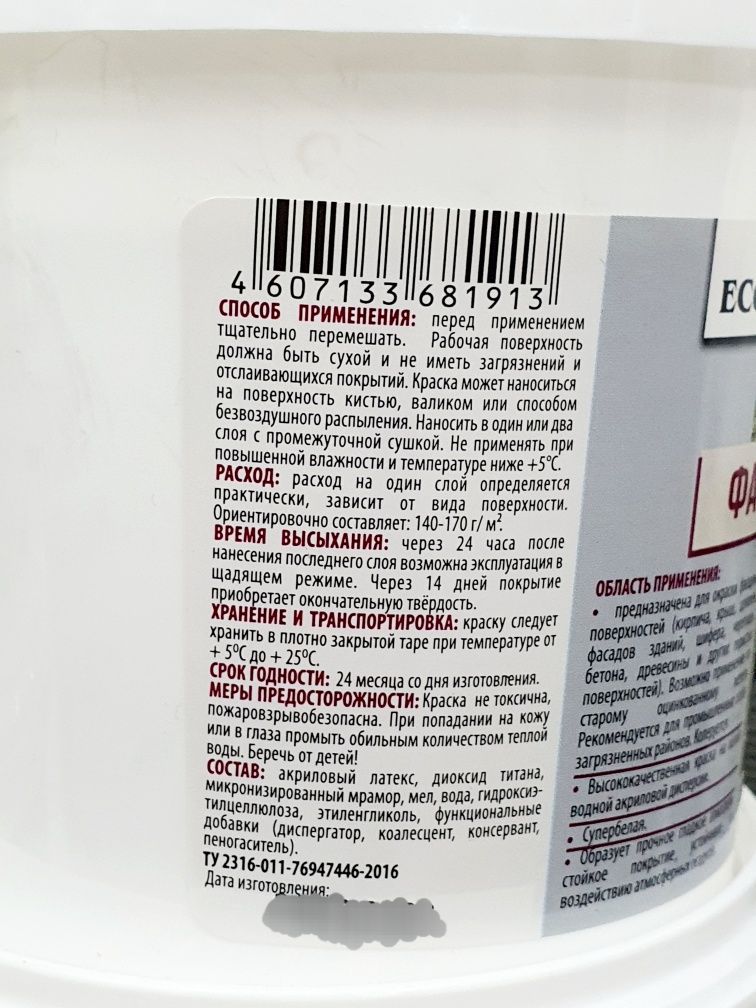 4 607133 681913
СПОСОБ ПРИМЕНЕНИЯ: перед применением
тщательно перемешать. Рабочая поверхность
должна быть сухой и не иметь загрязнений и
отслаивающихся покрытий. Краска может наноситься
на поверхность кистью, валиком или способом
безвоздушного распыления. Наносить в один или два
слоя с промежуточной сушкой. Не применять при
повышенной влажности и температуре ниже +5°С.
РАСХОД: расход на один слой определяется
практически, зависит от вида поверхности.
Ориентировочно составляет: 140-170 г/ м².
ВРЕМЯ ВЫСЫХАНИЯ: через 24 часа после
нанесения последнего слоя возможна эксплуатация в
щадящем режиме. Через 14 дней покрытие
приобретает окончательную твёрдость.
ХРАНЕНИЕ И ТРАНСПОРТИРОВКА: краску следует
хранить в плотно закрытой таре при температуре от
+ 5°С до + 25°С.
СРОК ГОДНОСТИ: 24 месяца со дня изготовления.
МЕРЫ ПРЕДОСТОРОЖНОСТИ: Краска не токсична,
пожаровзрывобезопасна. При попадании на кожу
или в глаза промыть обильным количеством теплой
воды. Беречь от детей!
СОСТАВ: акриловый латекс, диоксид титана,
микронизированный мрамор, мел, вода, гидроксиэ-
тилцеллюлоза, этиленгликоль, функциональные
добавки (диспергатор, коалесцент, консервант,
пеногаситель).
ТУ 2316-011-76947446-2016
Дата изготовления:
ОБЛАСТЬ ПРИМЕНЕНИЯ:
• предназначена для окраски
поверхностей (кирпича, крыш,
фасадов зданий, шифера,
бетона, древесины и других
поверхностей). Возможно
старому оцинкованному
Рекомендуется для промышленно
загрязненных районов. Колеруется.
• Высококачественная краска на
водной акриловой дисперсии.
• Супербелая.
• Образует прочное гладкое
стойкое покрытие,
воздействию атмосферных